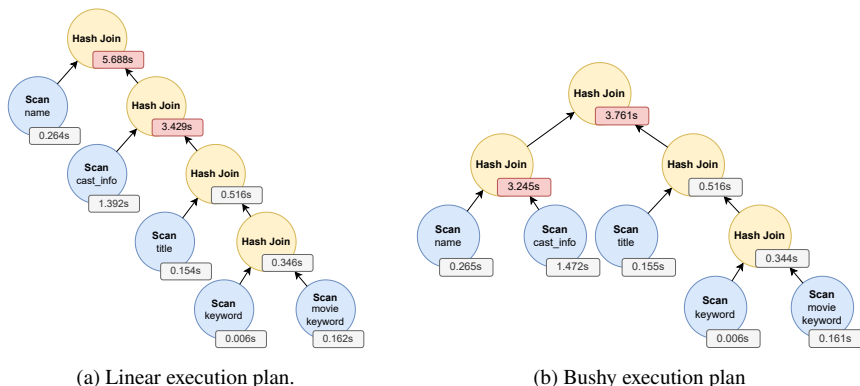 Hash Join
5.688s
Scan
name
0.264s
Hash Join
3.429s
Scan
cast_info
1.392s
Hash Join
0.516s
Scan
title
0.154s
Hash Join
0.346s
Scan
keyword
0.006s
Scan
movie
keyword
0.162s
(a) Linear execution plan.
Hash Join
3.761s
Hash Join
3.245s
Hash Join
0.516s
Scan
name
0.265s
Scan
cast_info
1.472s
Scan
title
0.155s
Hash Join
0.344s
Scan
keyword
0.006s
Scan
movie
keyword
0.161s
(b) Bushy execution plan